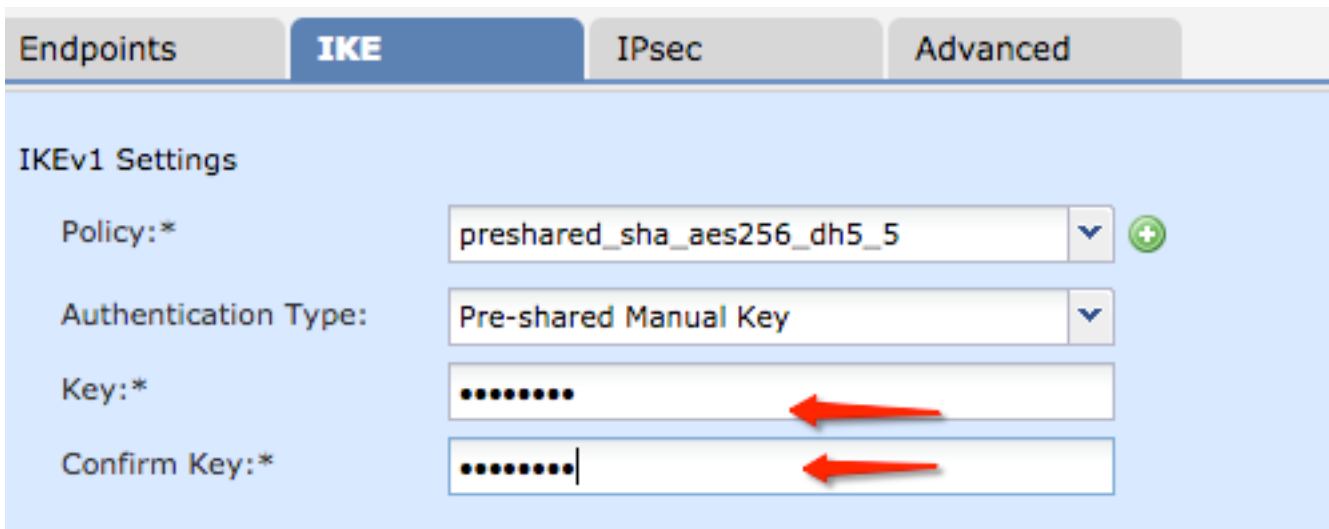 Endpoints IKE IPsec Advanced
IKEv1 Settings
Policy:* preshared_sha_aes256_dh5_5
Authentication Type: Pre-shared Manual Key
Key:* ••••••••
Confirm Key:* ••••••••